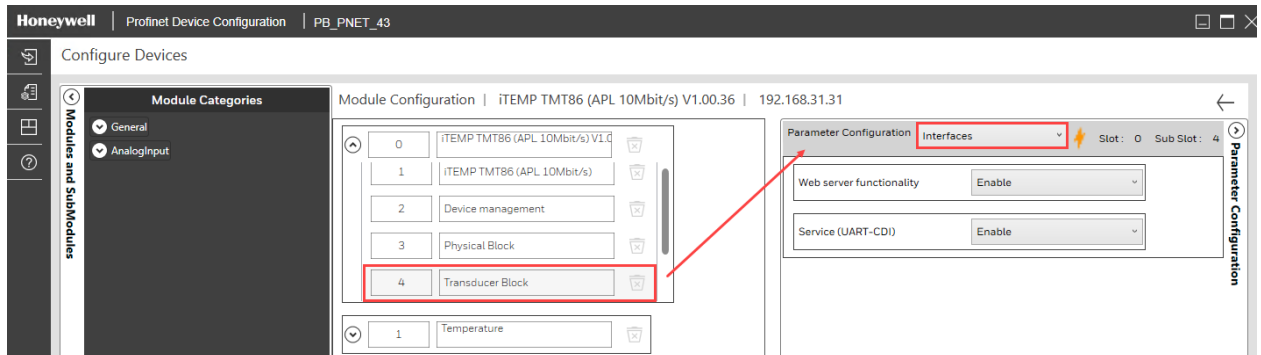 Honeywell | Profinet Device Configuration | PB_PNET_43
Configure Devices
Modules and SubModules
Module Categories
General
AnalogInput
Module Configuration | iTEMP TMT86 (APL 10Mbit/s) V1.00.36 | 192.168.31.31
0 iTEMP TMT86 (APL 10Mbit/s) V1.0
1 iTEMP TMT86 (APL 10Mbit/s)
2 Device management
3 Physical Block
4 Transducer Block
1 Temperature
Parameter Configuration Interfaces Slot: 0 Sub Slot: 4
Web server functionality Enable
Service (UART-CDI) Enable
Parameter Configuration